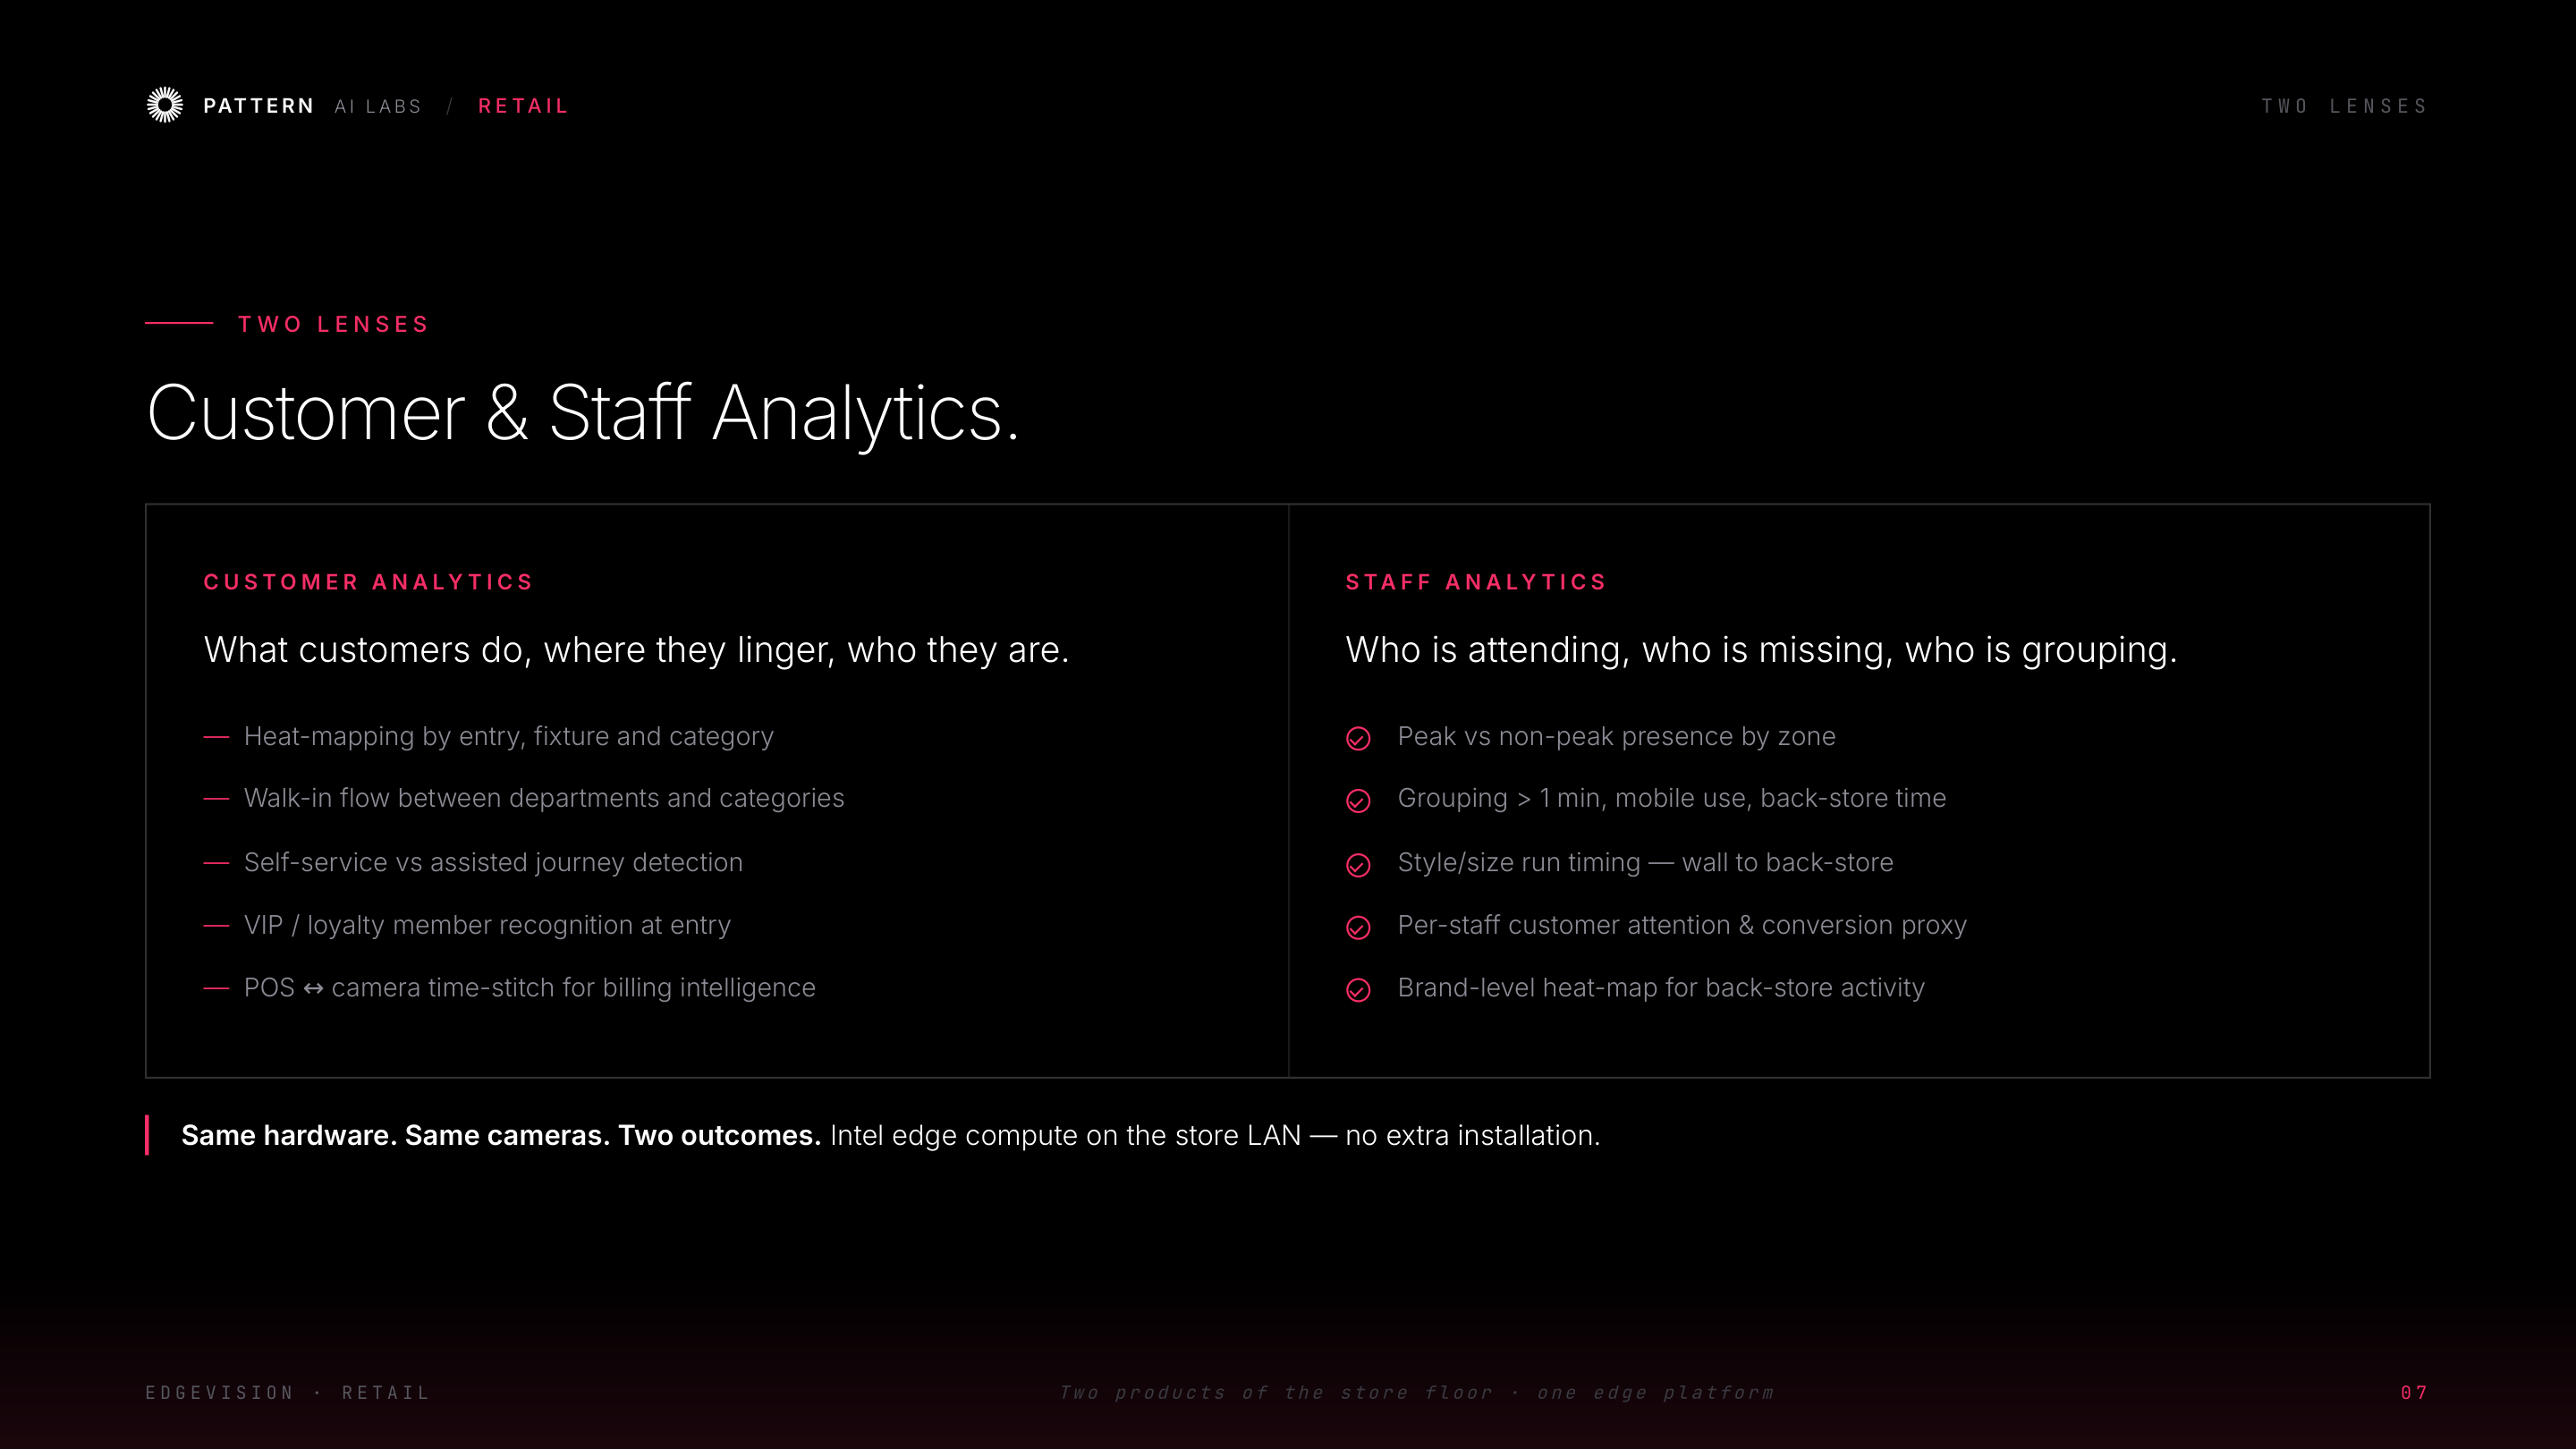 PATTERN AI LABS / RETAIL
TWO LENSES
TWO LENSES
Customer & Staff Analytics.
CUSTOMER ANALYTICS
What customers do, where they linger, who they are.
— Heat-mapping by entry, fixture and category
— Walk-in flow between departments and categories
— Self-service vs assisted journey detection
— VIP / loyalty member recognition at entry
— POS ↔ camera time-stitch for billing intelligence
STAFF ANALYTICS
Who is attending, who is missing, who is grouping.
Peak vs non-peak presence by zone
Grouping > 1 min, mobile use, back-store time
Style/size run timing — wall to back-store
Per-staff customer attention & conversion proxy
Brand-level heat-map for back-store activity
Same hardware. Same cameras. Two outcomes. Intel edge compute on the store LAN — no extra installation.
EDGEVISION · RETAIL
Two products of the store floor · one edge platform
07